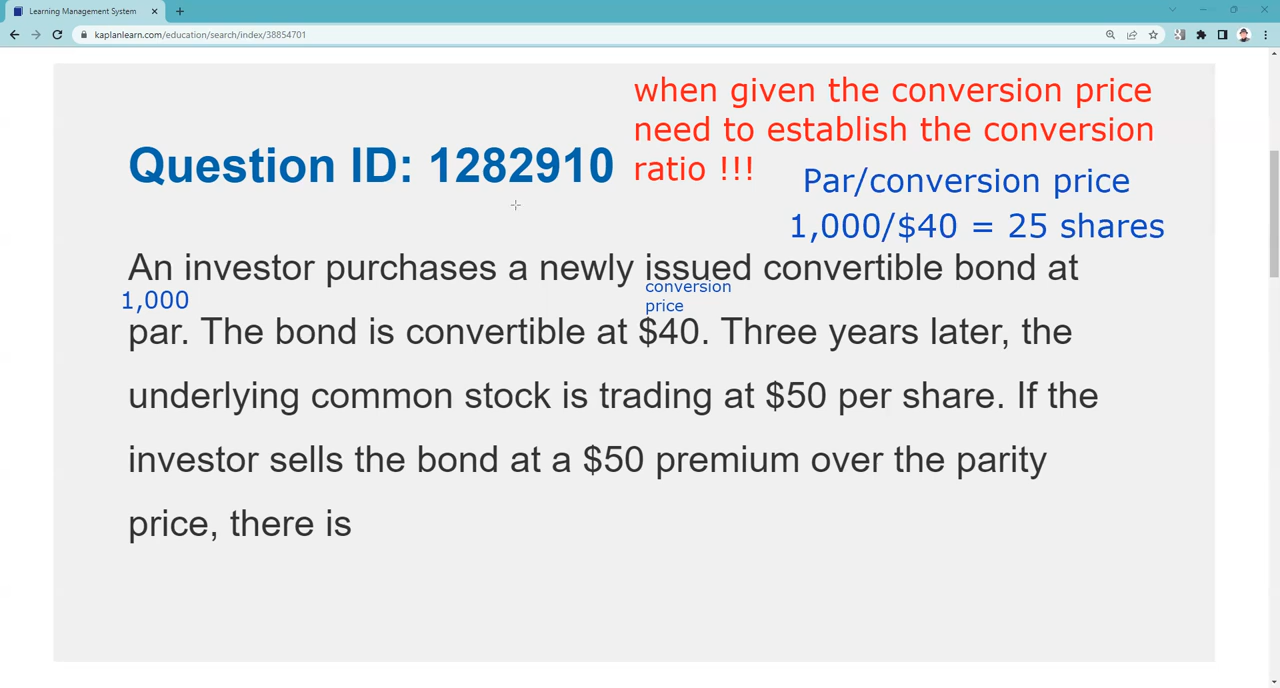 Learning Management System
kaplanlearn.com/education/search/index/38854701
when given the conversion price
need to establish the conversion
ratio !!!
Question ID: 1282910
Par/conversion price
1,000/$40 = 25 shares
An investor purchases a newly issued convertible bond at
1,000
conversion
price
par. The bond is convertible at $40. Three years later, the
underlying common stock is trading at $50 per share. If the
investor sells the bond at a $50 premium over the parity
price, there is